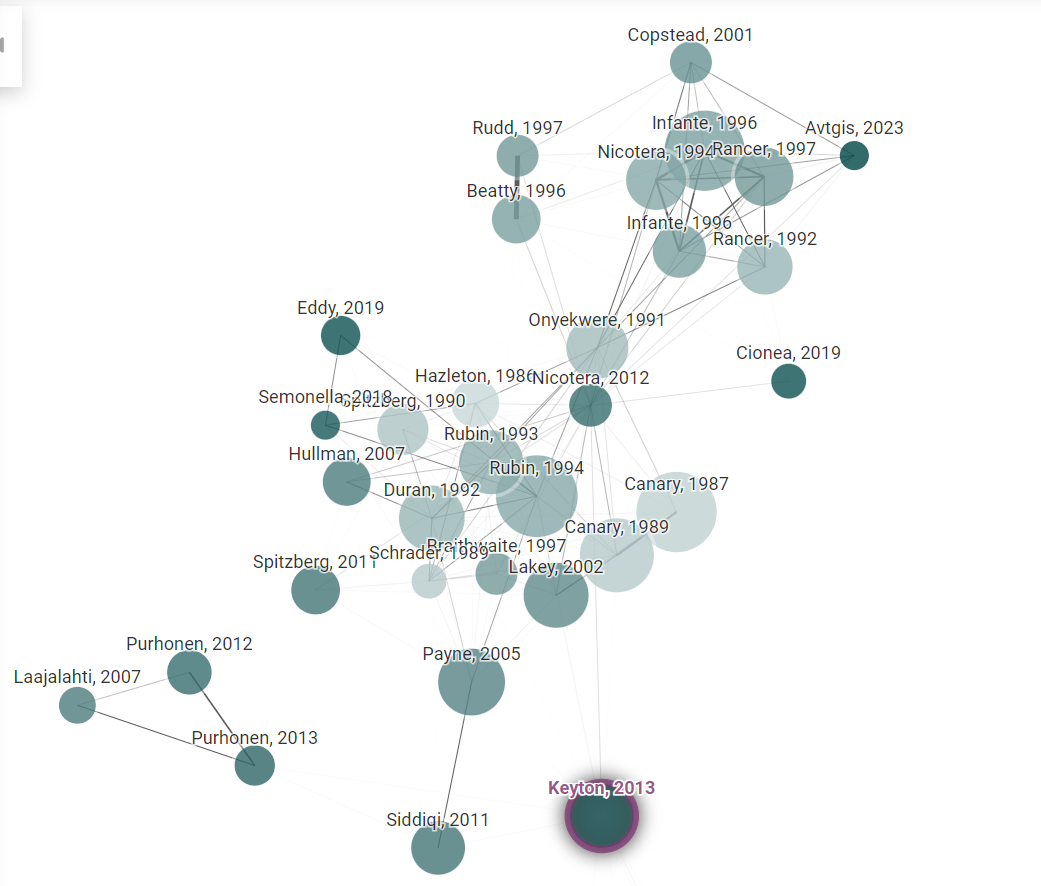 Copstead, 2001
Infante, 1996
Rudd, 1997
Avtgis, 2023
Nicotera, 1994
Rancer, 1997
Beatty, 1996
Infante, 1996
Rancer, 1992
Eddy, 2019
Onyekwere, 1991
Cionea, 2019
Hazleton, 1986
Nicotera, 2012
Semonella, 2018
Spitzberg, 1990
Rubin, 1993
Hullman, 2007
Rubin, 1994
Canary, 1987
Duran, 1992
Canary, 1989
Braithwaite, 1997
Schrader, 1989
Spitzberg, 2011
Lakey, 2002
Purhonen, 2012
Payne, 2005
Laajalahti, 2007
Purhonen, 2013
Keyton, 2013
Siddiqi, 2011